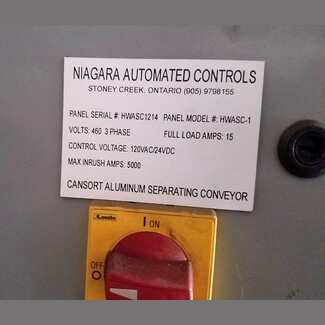 NIAGARA AUTOMATED CONTROLS
STONEY CREEK, ONTARIO (905) 9798155
PANEL SERIAL #: HWASC1214 PANEL MODEL #: HWASC-1
VOLTS: 460 3 PHASE FULL LOAD AMPS: 15
CONTROL VOLTAGE: 120VAC/24VDC
MAX INRUSH AMPS: 5000
CANSORT ALUMINUM SEPARATING CONVEYOR
Lovato
I ON
OFF
O